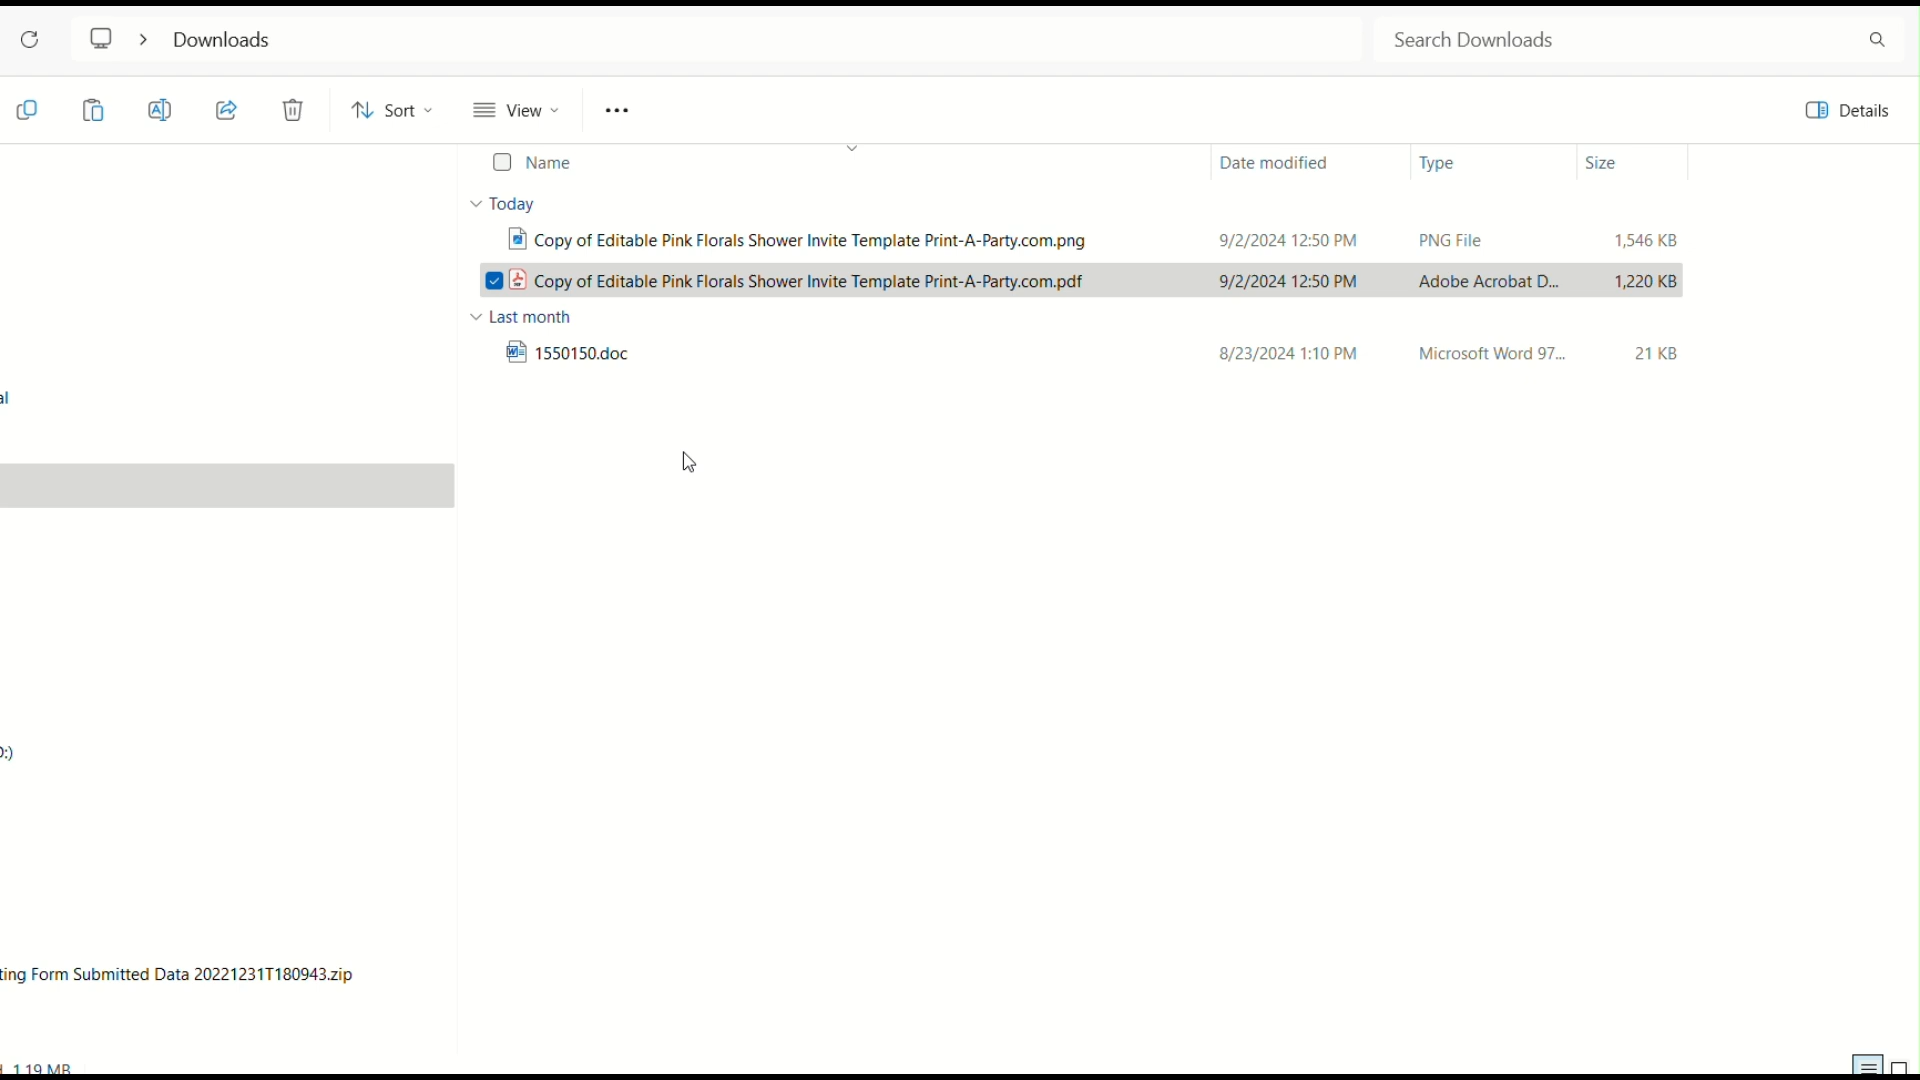 Downloads
Search Downloads
Sort
View
Details
Name
Date modified
Type
Size
Today
Copy of Editable Pink Florals Shower Invite Template Print-A-Party.com.png
9/2/2024 12:50 PM
PNG File
1,546 KB
Copy of Editable Pink Florals Shower Invite Template Print-A-Party.com.pdf
9/2/2024 12:50 PM
Adobe Acrobat D...
1,220 KB
Last month
1550150.doc
8/23/2024 1:10 PM
Microsoft Word 97...
21 KB
al
:)
ting Form Submitted Data 20221231T180943.zip
1.19 MB